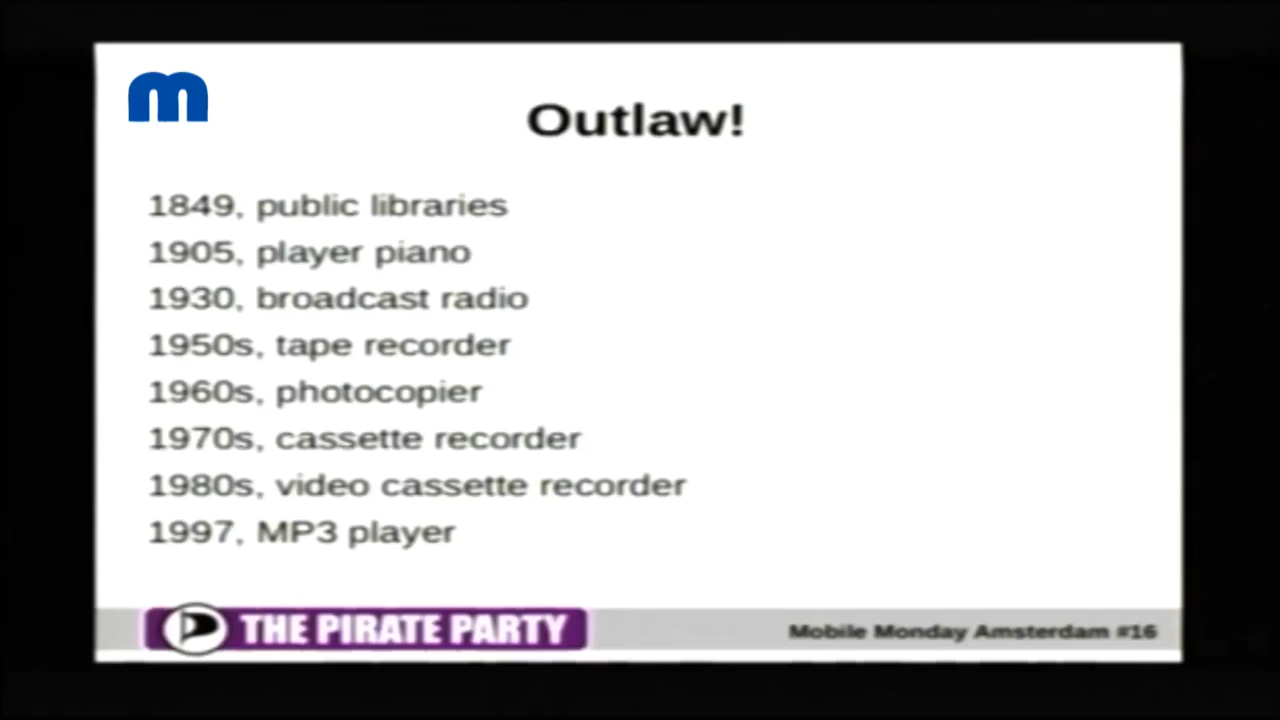 m
Outlaw!
1849, public libraries
1905, player piano
1930, broadcast radio
1950s, tape recorder
1960s, photocopier
1970s, cassette recorder
1980s, video cassette recorder
1997, MP3 player
THE PIRATE PARTY
Mobile Monday Amsterdam #16